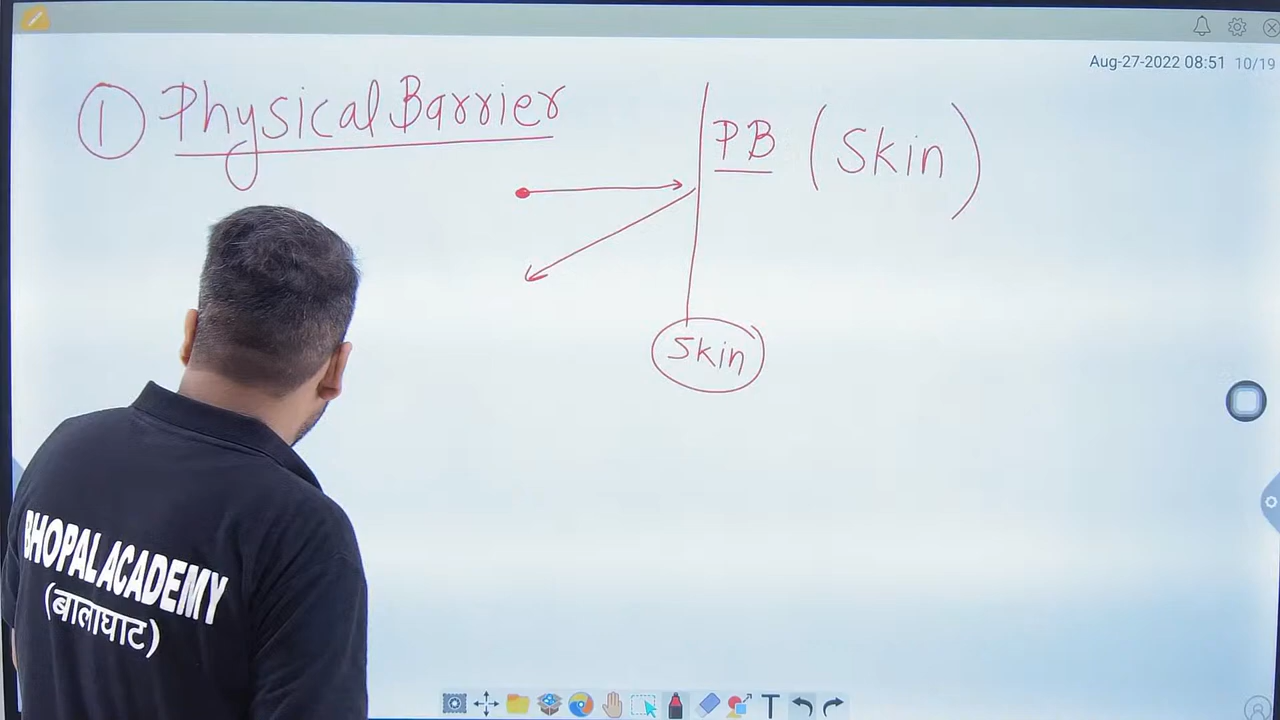 Aug-27-2022 08:51 10/19
① Physical Barrier
PB (Skin)
Skin
BHOPAL ACADEMY
(बालाघाट)
T